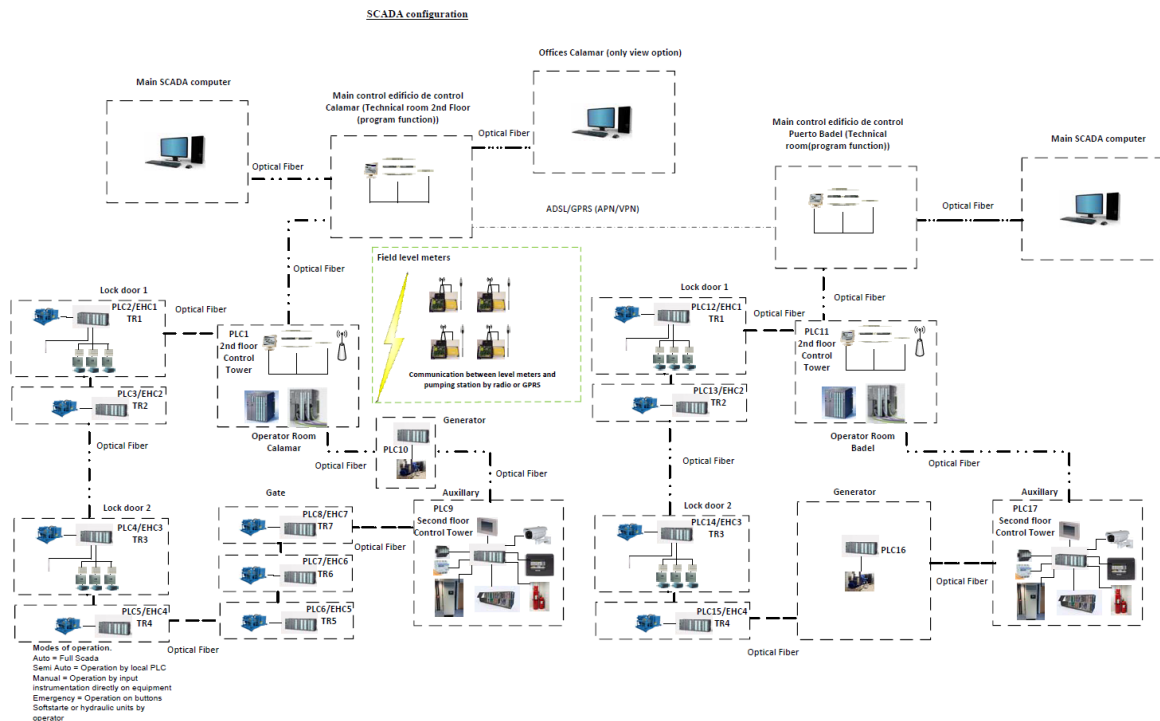 SCADA configuration
Offices Calamar (only view option)
Main SCADA computer
Main control edificio de control
Calamar (Technical room 2nd Floor
(program function))
Optical Fiber
Optical Fiber
Main control edificio de control
Puerto Badel (Technical
room(program function))
Main SCADA computer
Optical Fiber
ADSL/GPRS (APN/VPN)
Optical Fiber
Field level meters
Communication between level meters and
pumping station by radio or GPRS
Optical Fiber
Lock door 1
PLC2/EHC1
TR1
Optical Fiber
PLC1
2nd floor
Control
Tower
PLC3/EHC2
TR2
Operator Room
Calamar
Optical Fiber
Optical Fiber
Generator
PLC10
Optical Fiber
Lock door 2
PLC4/EHC3
TR3
PLC5/EHC4
TR4
Optical Fiber
Gate
PLC8/EHC7
TR7
PLC7/EHC6
TR6
PLC6/EHC5
TR5
Optical Fiber
Auxillary
PLC9
Second floor
Control Tower
Lock door 1
PLC12/EHC1
TR1
Optical Fiber
PLC11
2nd floor
Control
Tower
PLC13/EHC2
TR2
Operator Room
Badel
Optical Fiber
Optical Fiber
Lock door 2
PLC14/EHC3
TR3
PLC15/EHC4
TR4
Optical Fiber
Generator
PLC16
Optical Fiber
Auxillary
PLC17
Second floor
Control Tower
Modes of operation.
Auto = Full Scada
Semi Auto = Operation by local PLC
Manual = Operation by input
instrumentation directly on equipment
Emergency = Operation on buttons
Softstarte or hydraulic units by
operator